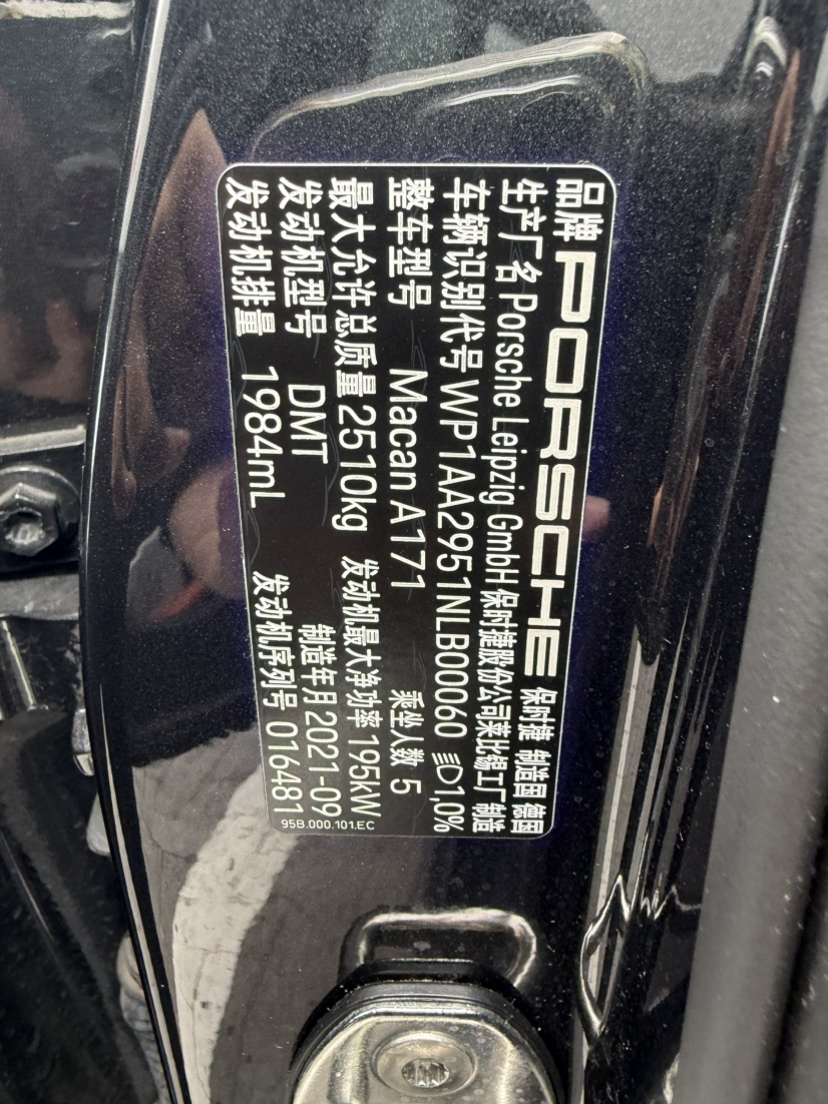 品牌 PORSCHE 保时捷 制造国 德国
生产厂名 Porsche Leipzig GmbH 保时捷股份公司莱比锡工厂制造
车辆识别代号 WP1AA2951NLB00060 1,0%
整车型号 Macan A171 乘坐人数 5
最大允许总质量 2510kg 发动机最大净功率 195kW
发动机型号 DMT 制造年月 2021-09
发动机排量 1984mL 发动机序列号 016481
95B.000.101.EC